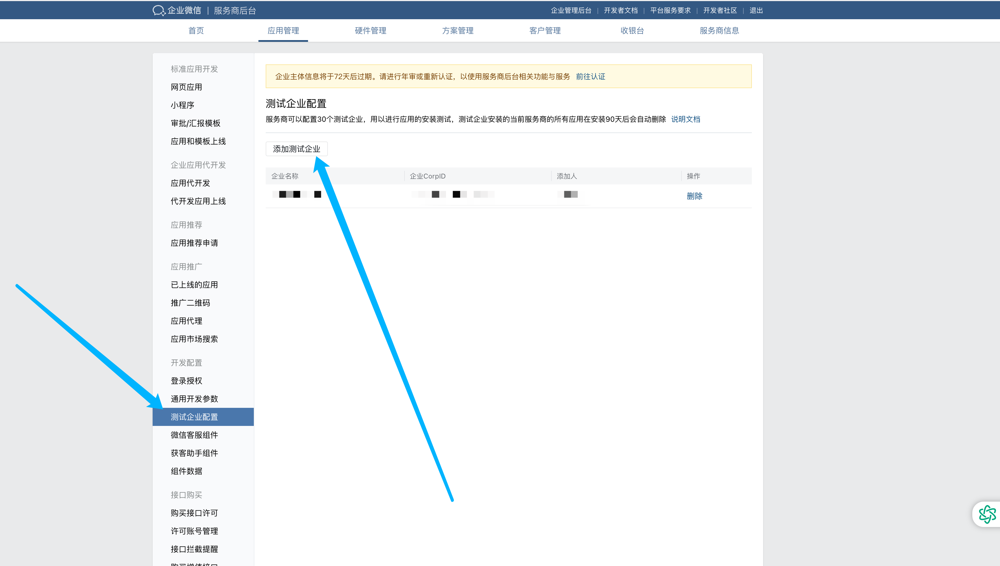 企业微信 | 服务商后台
企业管理后台 | 开发者文档 | 平台服务要求 | 开发者社区 | 退出
首页 应用管理 硬件管理 方案管理 客户管理 收银台 服务商信息
标准应用开发
网页应用
小程序
审批/汇报模板
应用和模板上线
企业应用代开发
应用代开发
代开发应用上线
应用推荐
应用推荐申请
应用推广
已上线的应用
推广二维码
应用代理
应用市场搜索
开发配置
登录授权
通用开发参数
测试企业配置
微信客服组件
获客助手组件
组件数据
接口购买
购买接口许可
许可账号管理
接口拦截提醒
企业主体信息将于72天后过期。请进行年审或重新认证，以使用服务商后台相关功能与服务 前往认证
测试企业配置
服务商可以配置30个测试企业，用以进行应用的安装测试，测试企业安装的当前服务商的所有应用在安装90天后会自动删除 说明文档
添加测试企业
企业名称 企业CorpID 添加人 操作
删除